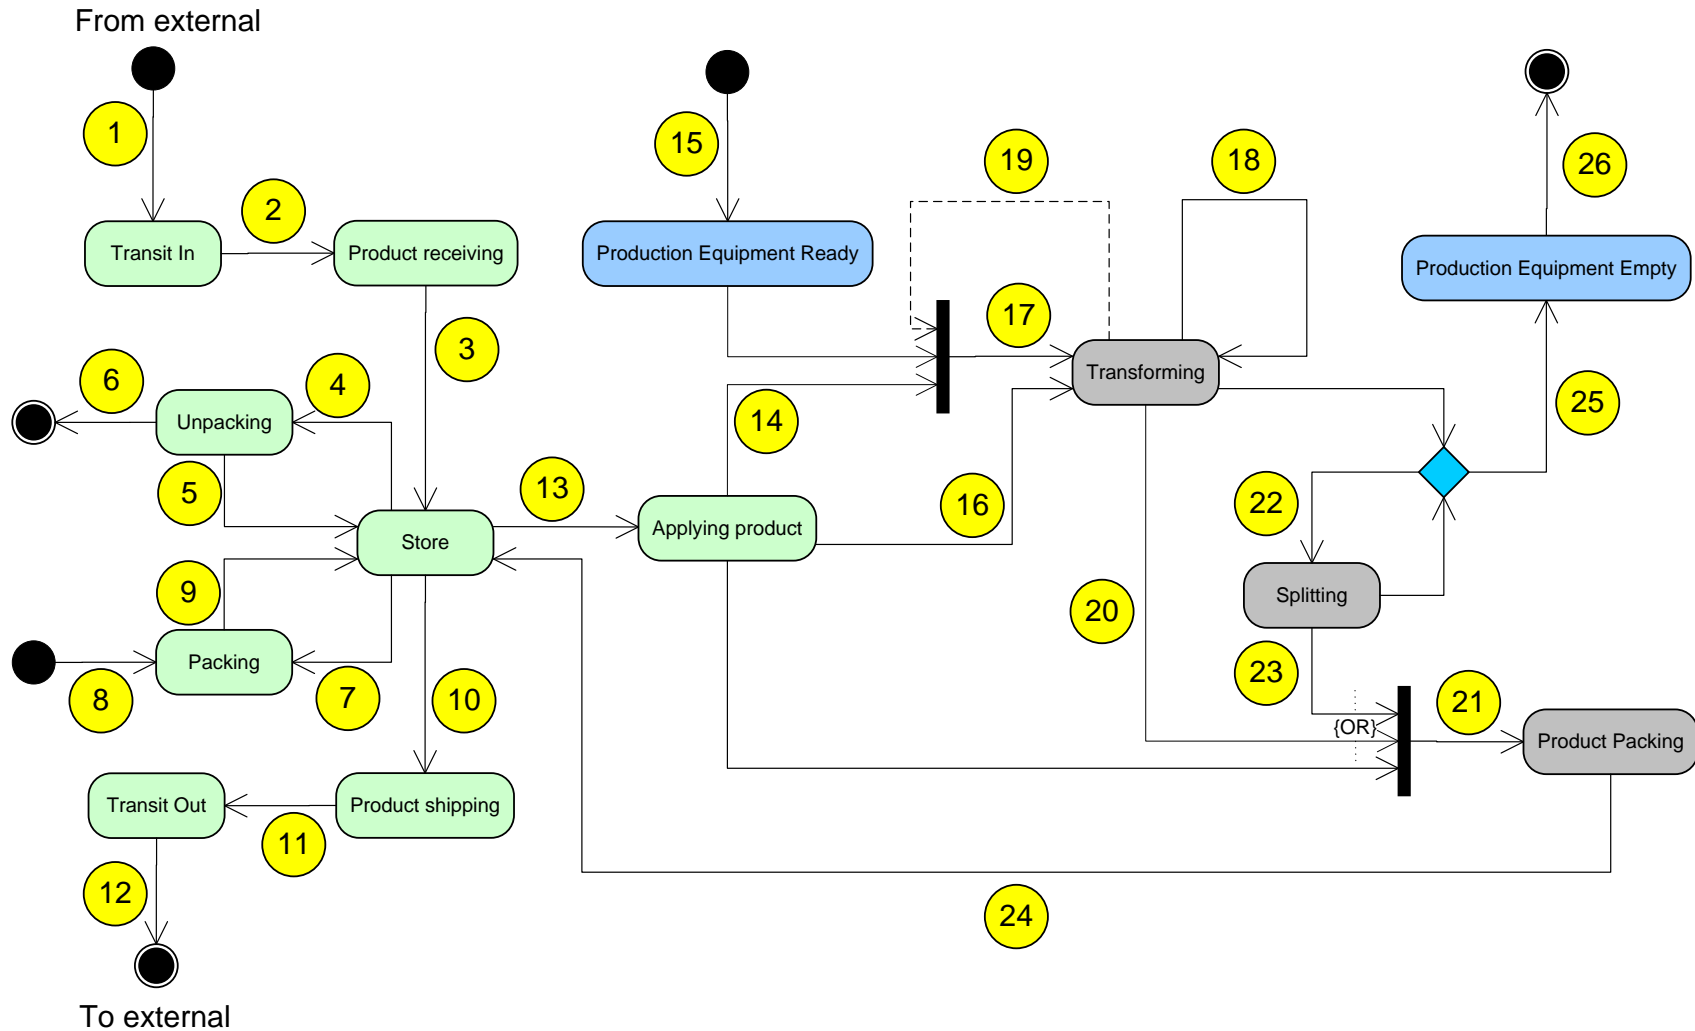 From external
1
15
19
18
26
2
Transit In
Product receiving
Production Equipment Ready
Production Equipment Empty
3
17
6
4
Transforming
25
Unpacking
14
5
13
16
22
Store
Applying product
9
Splitting
20
Packing
23
8
7
10
21
{OR}
Product Packing
Transit Out
Product shipping
11
12
24
To external